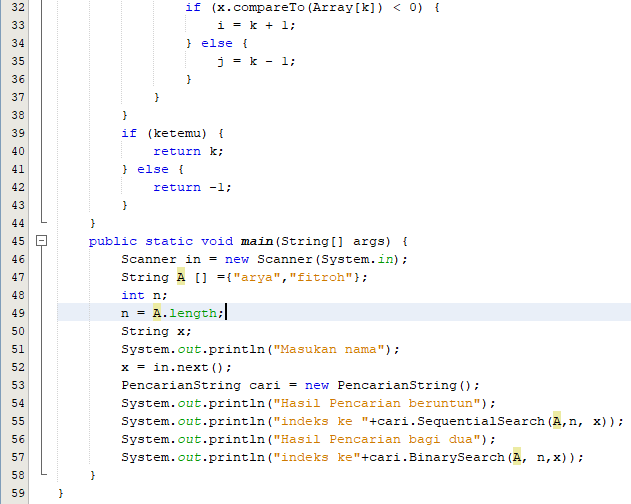 32 if (x.compareTo(Array[k]) < 0) {
33 i = k + 1;
34 } else {
35 j = k - 1;
36 }
37 }
38 }
39 if (ketemu) {
40 return k;
41 } else {
42 return -1;
43 }
44 }
45 public static void main(String[] args) {
46 Scanner in = new Scanner(System.in);
47 String A [] ={"arya","fitroh"};
48 int n;
49 n = A.length;
50 String x;
51 System.out.println("Masukan nama");
52 x = in.next();
53 PencarianString cari = new PencarianString();
54 System.out.println("Hasil Pencarian beruntun");
55 System.out.println("indeks ke "+cari.SequentialSearch(A,n, x));
56 System.out.println("Hasil Pencarian bagi dua");
57 System.out.println("indeks ke"+cari.BinarySearch(A, n,x));
58 }
59 }